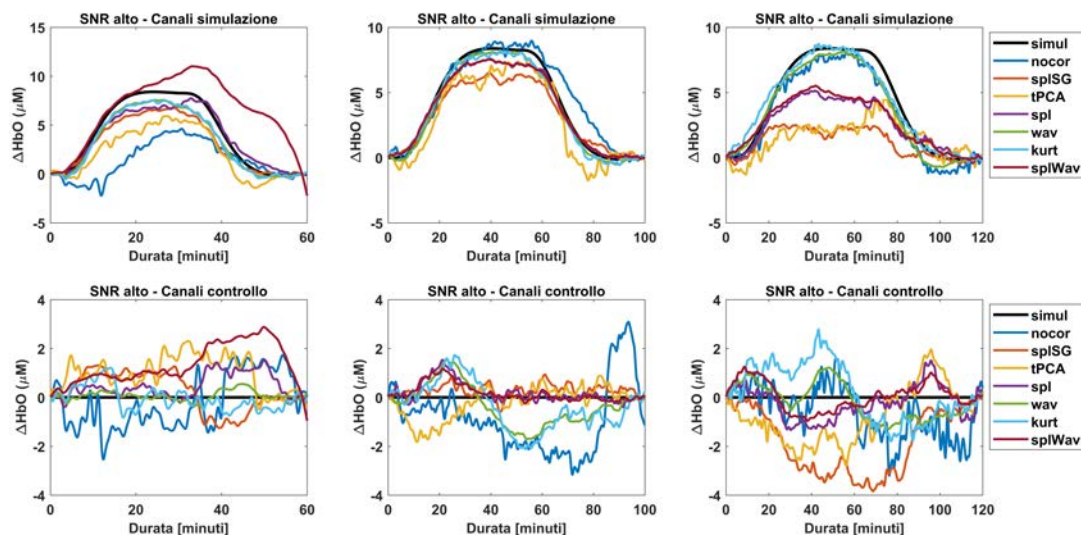 SNR alto - Canali simulazione
15
10
5
0
-5
ΔHbO (μM)
0 20 40 60
Durata [minuti]
SNR alto - Canali simulazione
10
5
0
-5
ΔHbO (μM)
0 20 40 60 80 100
Durata [minuti]
SNR alto - Canali simulazione
10
5
0
-5
ΔHbO (μM)
0 20 40 60 80 100 120
Durata [minuti]
simul
nocor
splSG
tPCA
spl
wav
kurt
splWav
SNR alto - Canali controllo
4
2
0
-2
-4
ΔHbO (μM)
0 20 40 60
Durata [minuti]
SNR alto - Canali controllo
4
2
0
-2
-4
ΔHbO (μM)
0 20 40 60 80 100
Durata [minuti]
SNR alto - Canali controllo
4
2
0
-2
-4
ΔHbO (μM)
0 20 40 60 80 100 120
Durata [minuti]
simul
nocor
splSG
tPCA
spl
wav
kurt
splWav